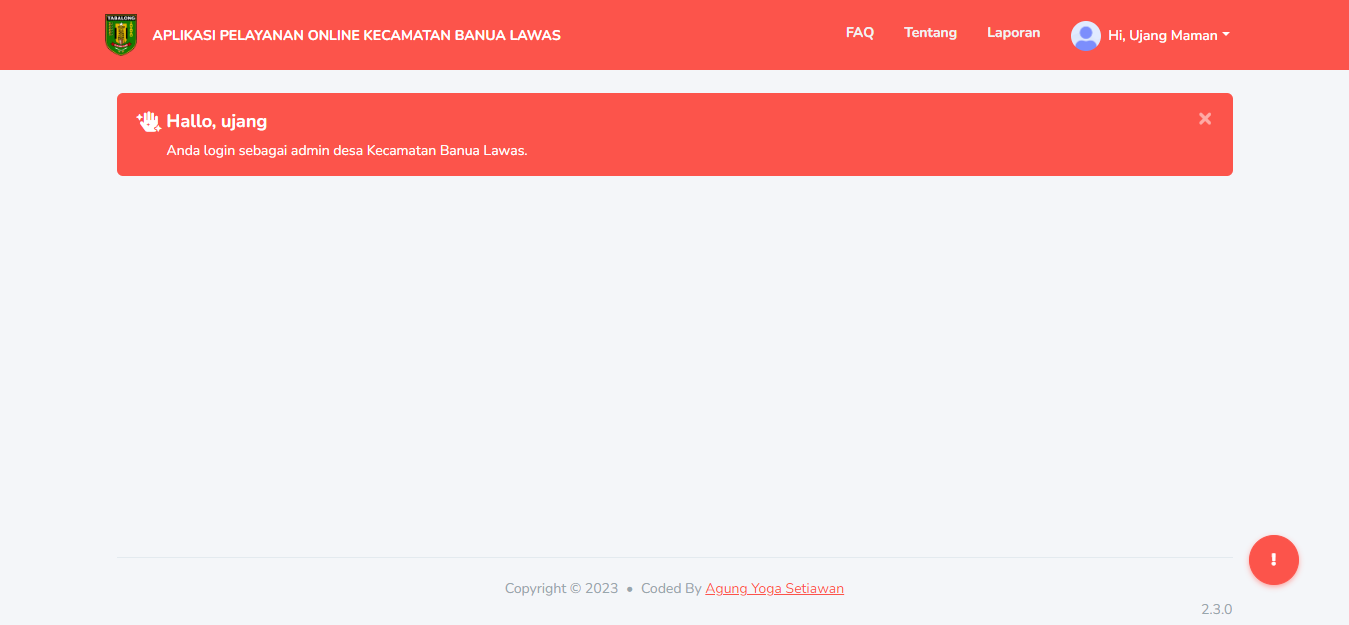 TABALONG
APLIKASI PELAYANAN ONLINE KECAMATAN BANUA LAWAS
FAQ
Tentang
Laporan
Hi, Ujang Maman
Hallo, ujang
Anda login sebagai admin desa Kecamatan Banua Lawas.
Copyright © 2023 • Coded By Agung Yoga Setiawan
2.3.0